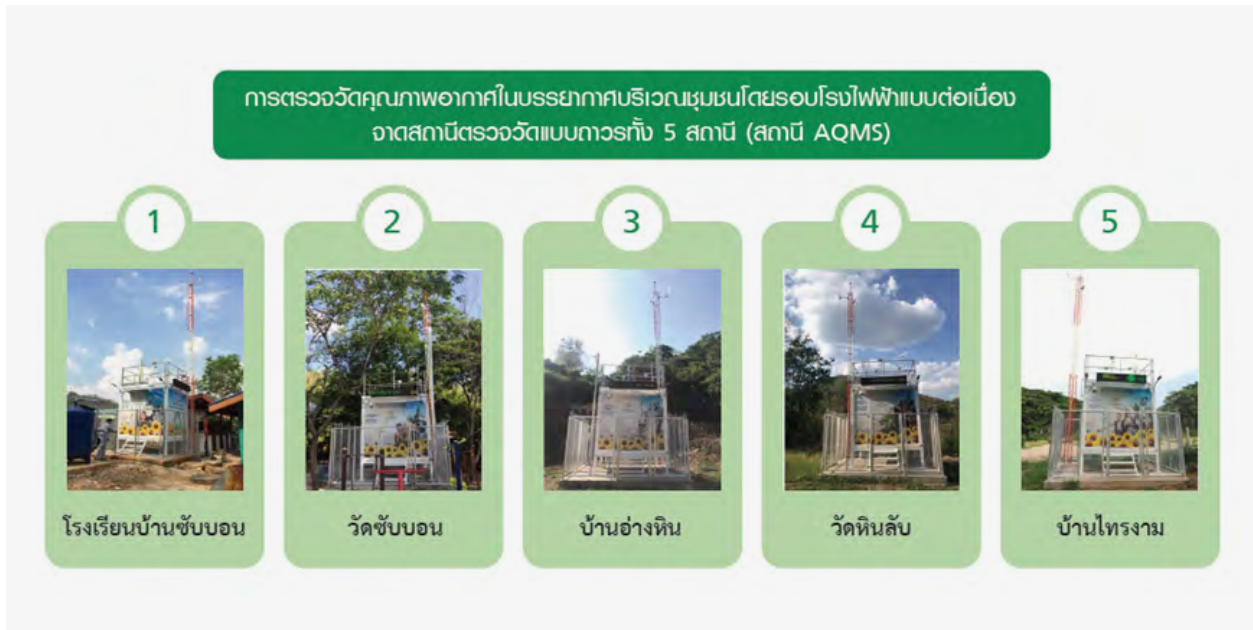 การตรวจวัดคุณภาพอากาศในบรรยากาศบริเวณชุมชนโดยรอบโรงไฟฟ้าแบบต่อเนื่อง
จาดสถานีตรวจวัดแบบถาวรทั้ง 5 สถานี (สถานี AQMS)
1
2
3
4
5
โรงเรียนบ้านซับบอน
วัดซับบอน
บ้านอ่างหิน
วัดหินลับ
บ้านไทรงาม